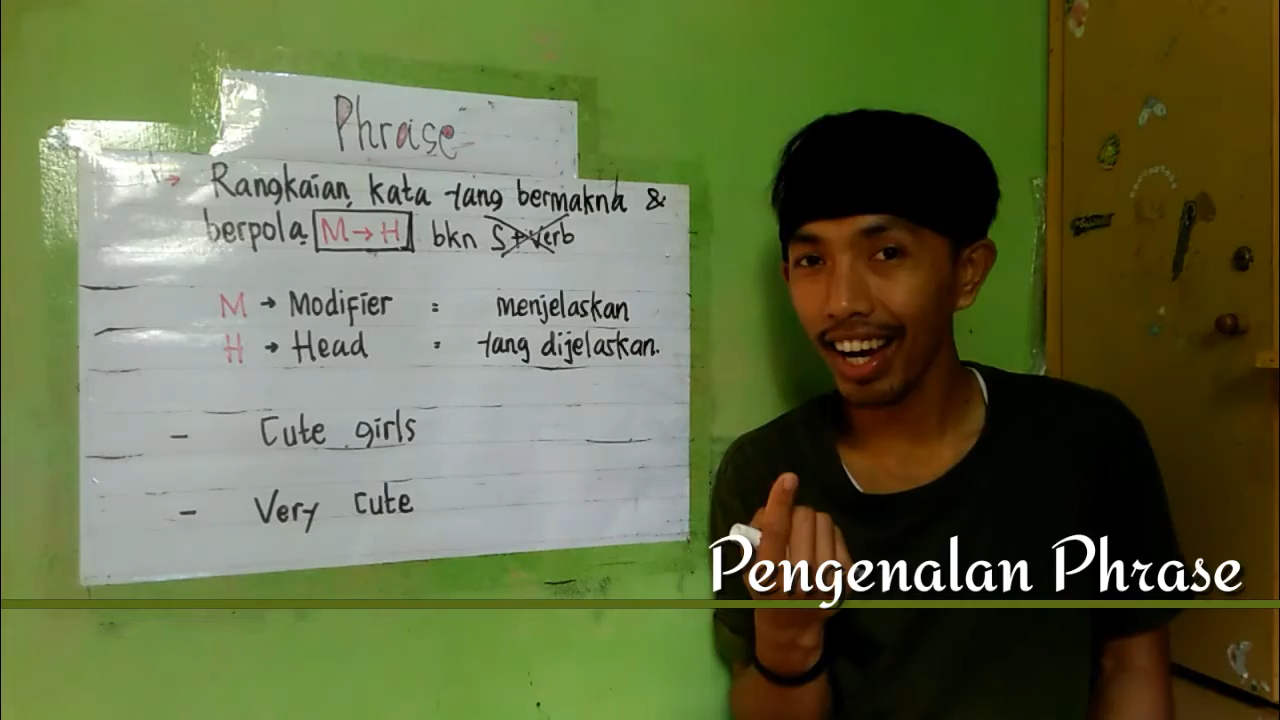 Phrase
→ Rangkaian kata yang bermakna &
berpola M → H bkn S + Verb
M → Modifier = menjelaskan
H → Head = yang dijelaskan.
- Cute girls
- Very cute
Pengenalan Phrase